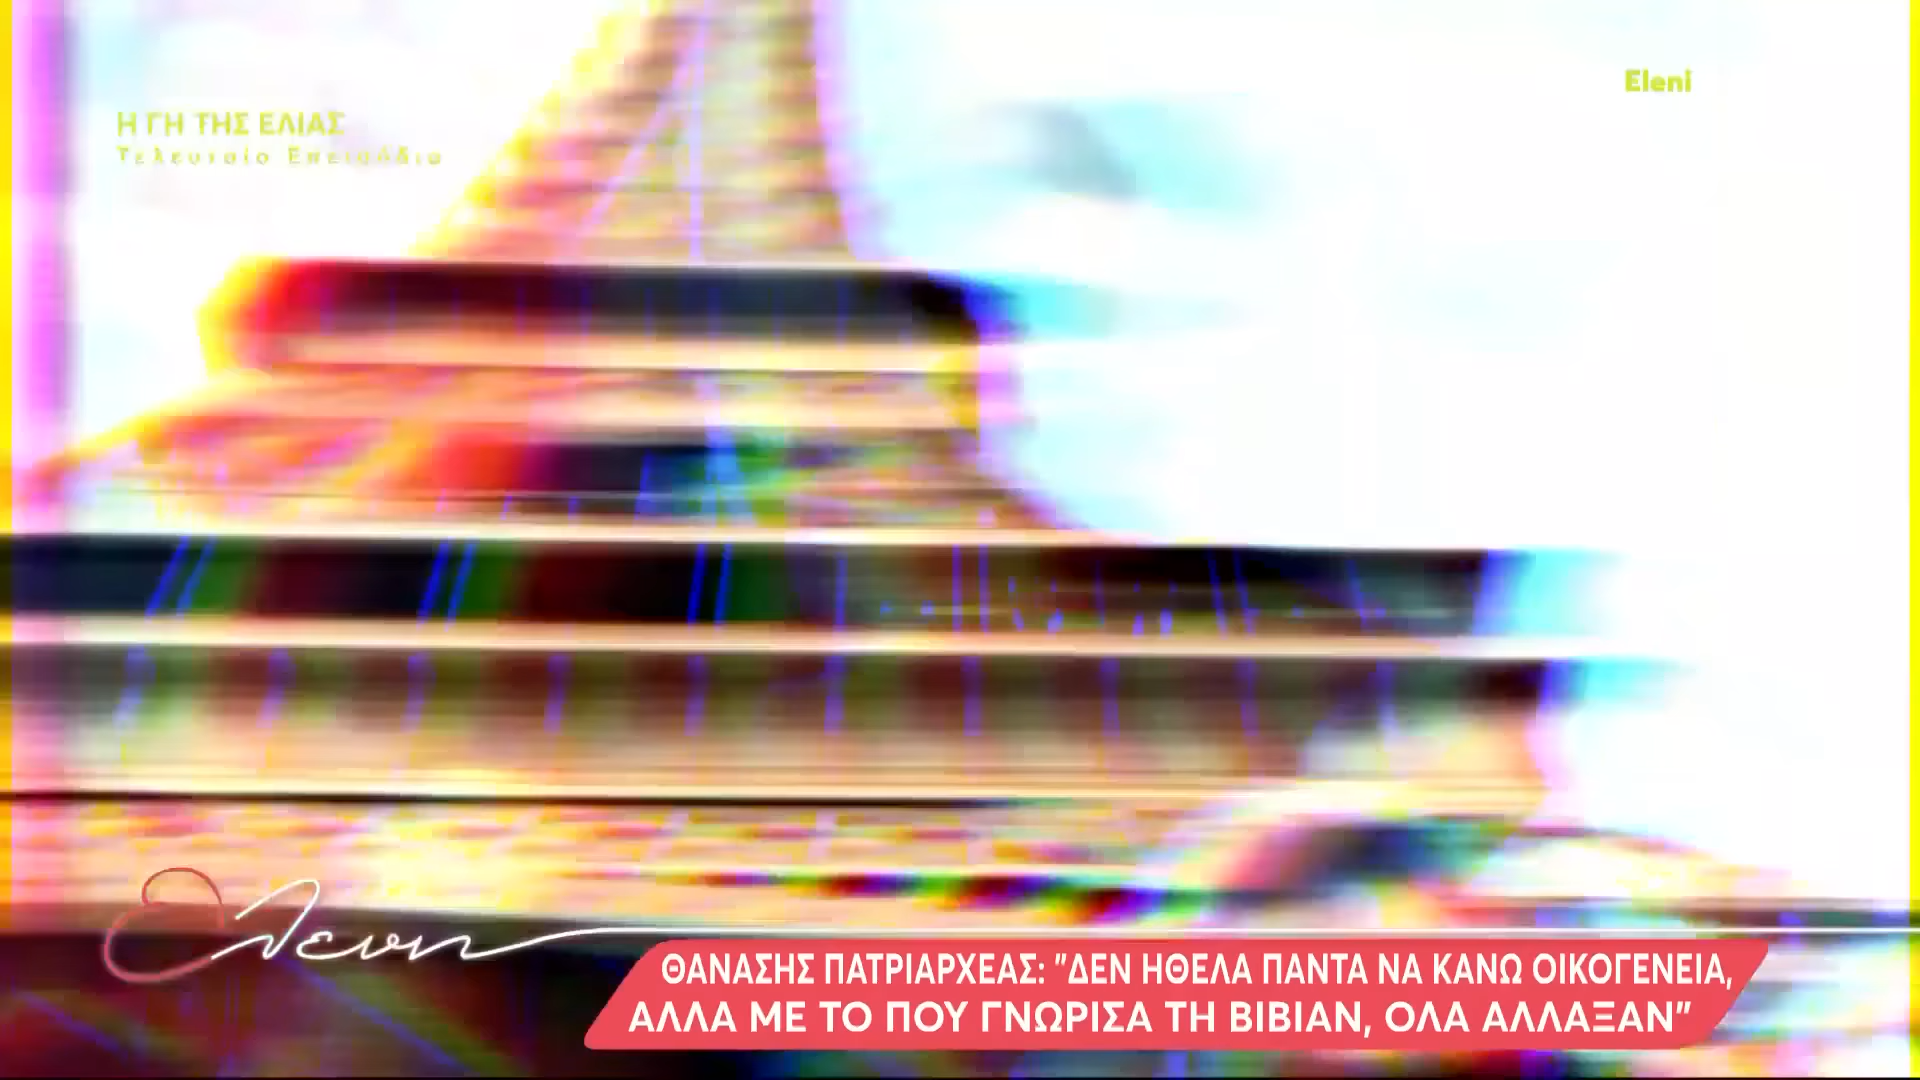 Η ΓΗ ΤΗΣ ΕΛΙΑΣ
Τελευταίο Επεισόδιο
Eleni
Ελένη
ΘΑΝΑΣΗΣ ΠΑΤΡΙΑΡΧΕΑΣ: "ΔΕΝ ΗΘΕΛΑ ΠΑΝΤΑ ΝΑ ΚΑΝΩ ΟΙΚΟΓΕΝΕΙΑ,
ΑΛΛΑ ΜΕ ΤΟ ΠΟΥ ΓΝΩΡΙΣΑ ΤΗ ΒΙΒΙΑΝ, ΟΛΑ ΑΛΛΑΞΑΝ"